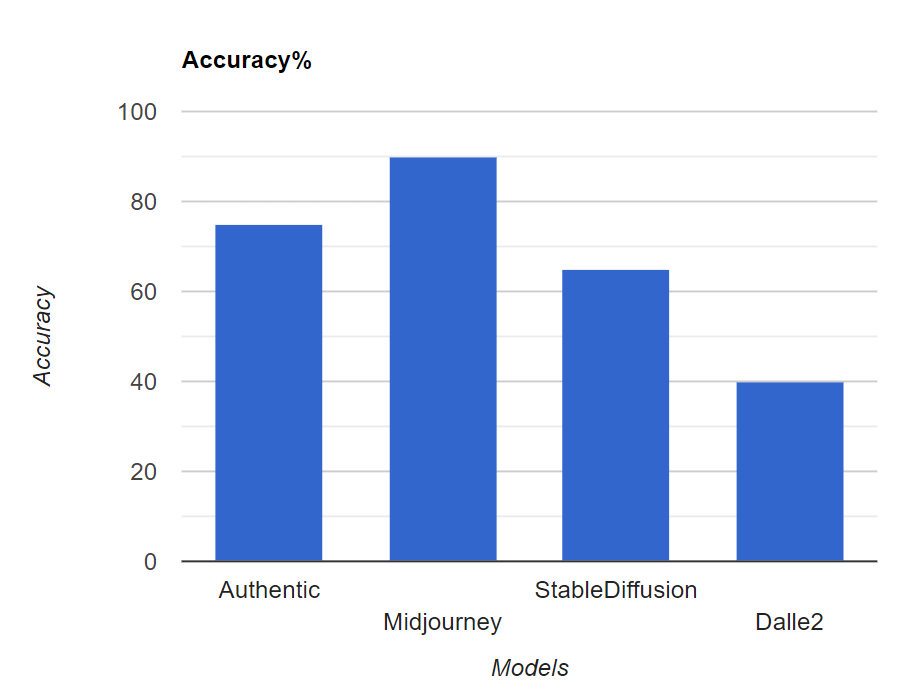 Accuracy%
100
80
60
40
20
0
Accuracy
Authentic
StableDiffusion
Midjourney
Dalle2
Models